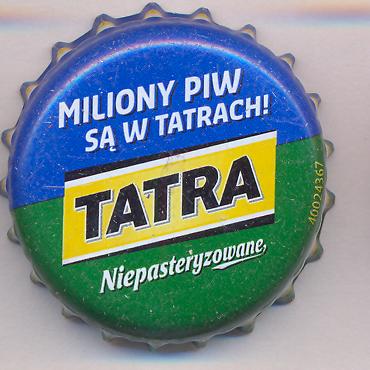 MILIONY PIW
SĄ W TATRACH!
TATRA
Niepasteryzowane,
40024367